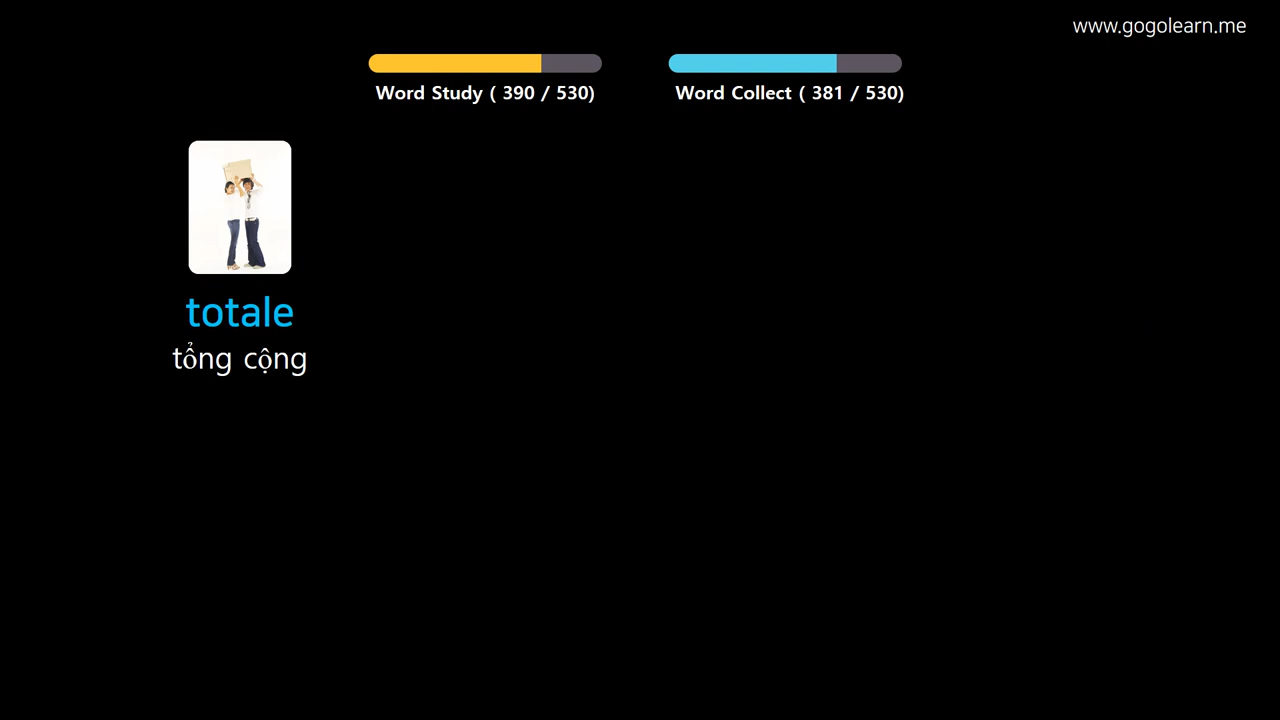 www.gogolearn.me
Word Study ( 390 / 530)
Word Collect ( 381 / 530)
totale
tổng cộng